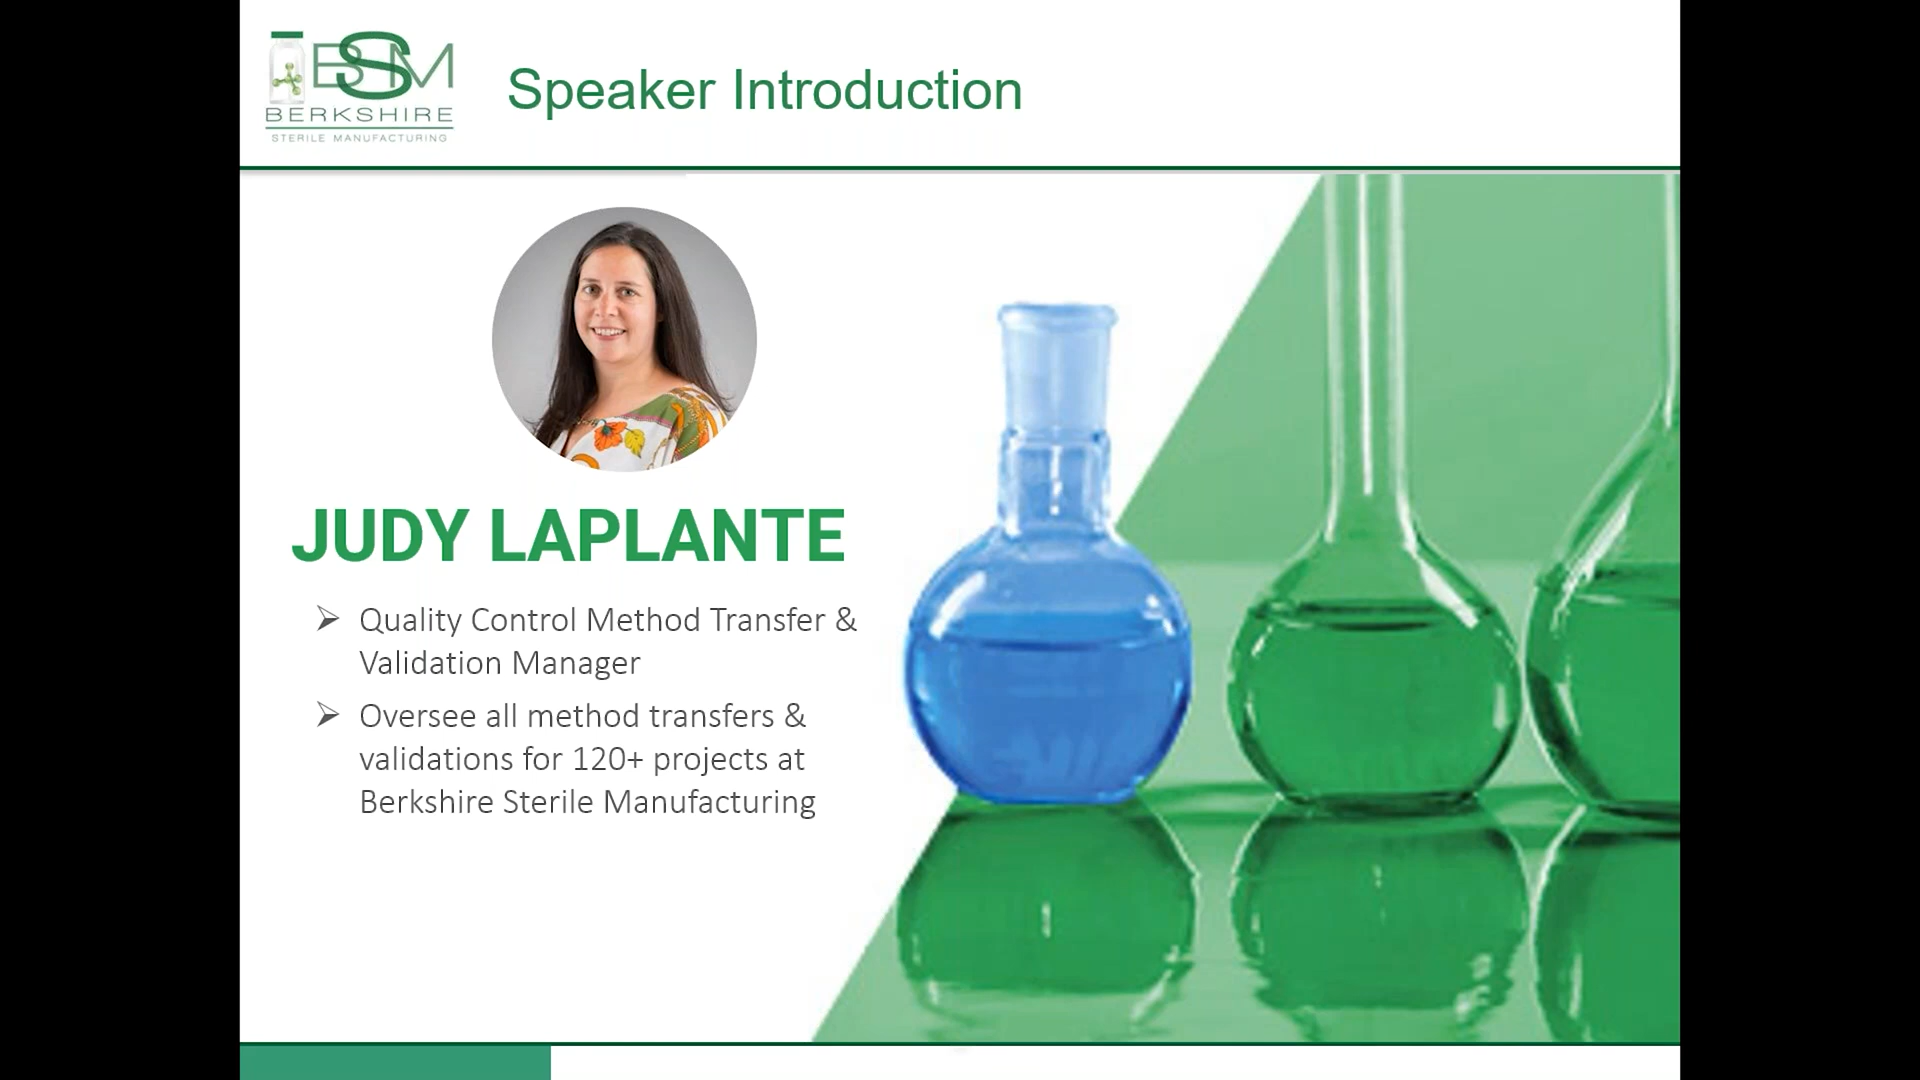 BSM
BERKSHIRE
STERILE MANUFACTURING
Speaker Introduction
JUDY LAPLANTE
➢ Quality Control Method Transfer &
Validation Manager
➢ Oversee all method transfers &
validations for 120+ projects at
Berkshire Sterile Manufacturing